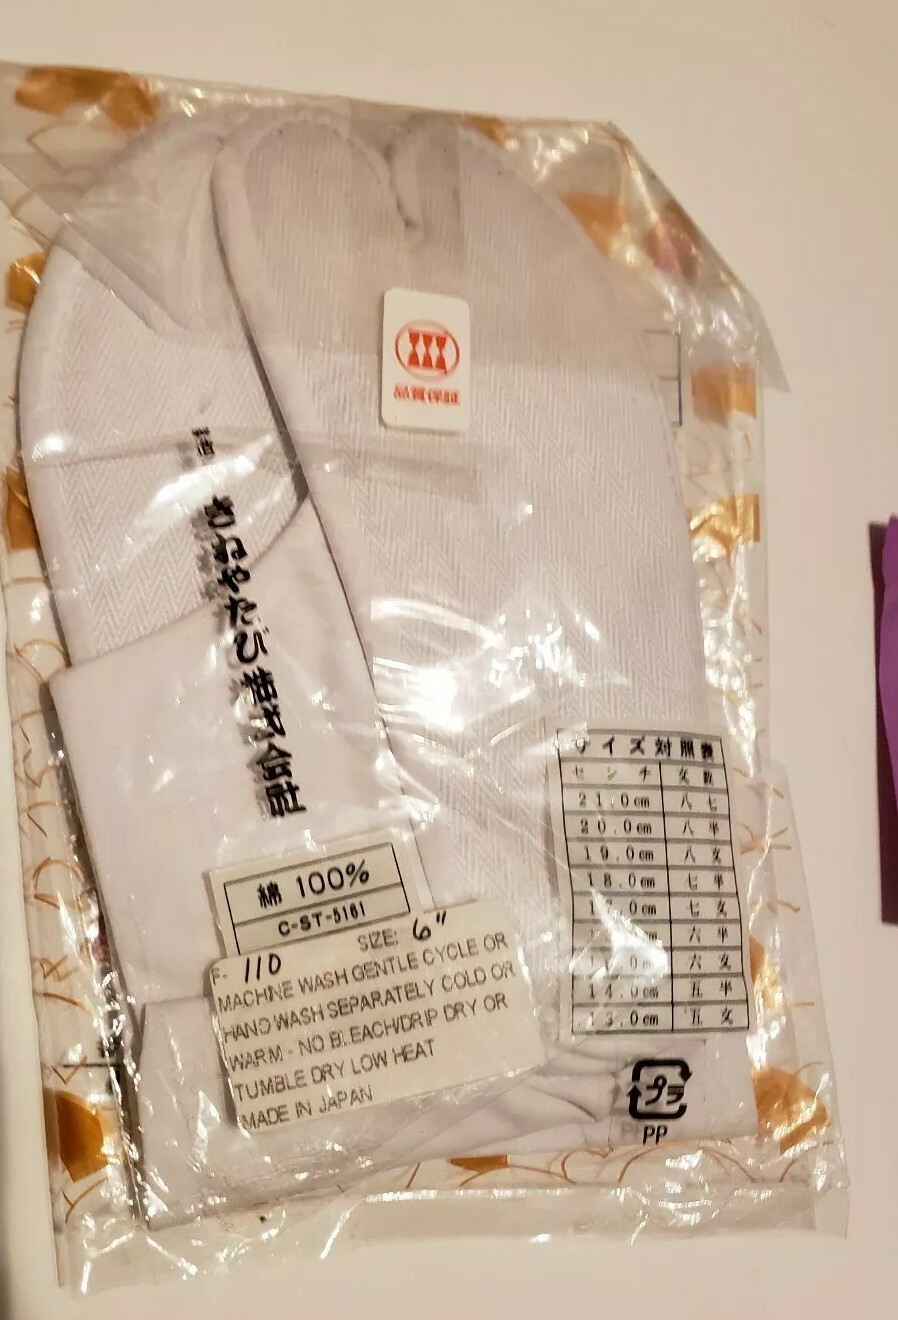 品質保証
きねやたび株式会社
綿 100%
C-ST-5161
F- 110 SIZE: 6"
MACHINE WASH GENTLE CYCLE OR
HAND WASH SEPARATELY COLD OR
WARM - NO BLEACH/DRIP DRY OR
TUMBLE DRY LOW HEAT
MADE IN JAPAN
サイズ対照表
センチ 文数
21.0cm 八七
20.0cm 八半
19.0cm 八文
18.0cm 七半
七文
六半
六文
14.0cm 五半
13.0cm 五文
プラ
PP